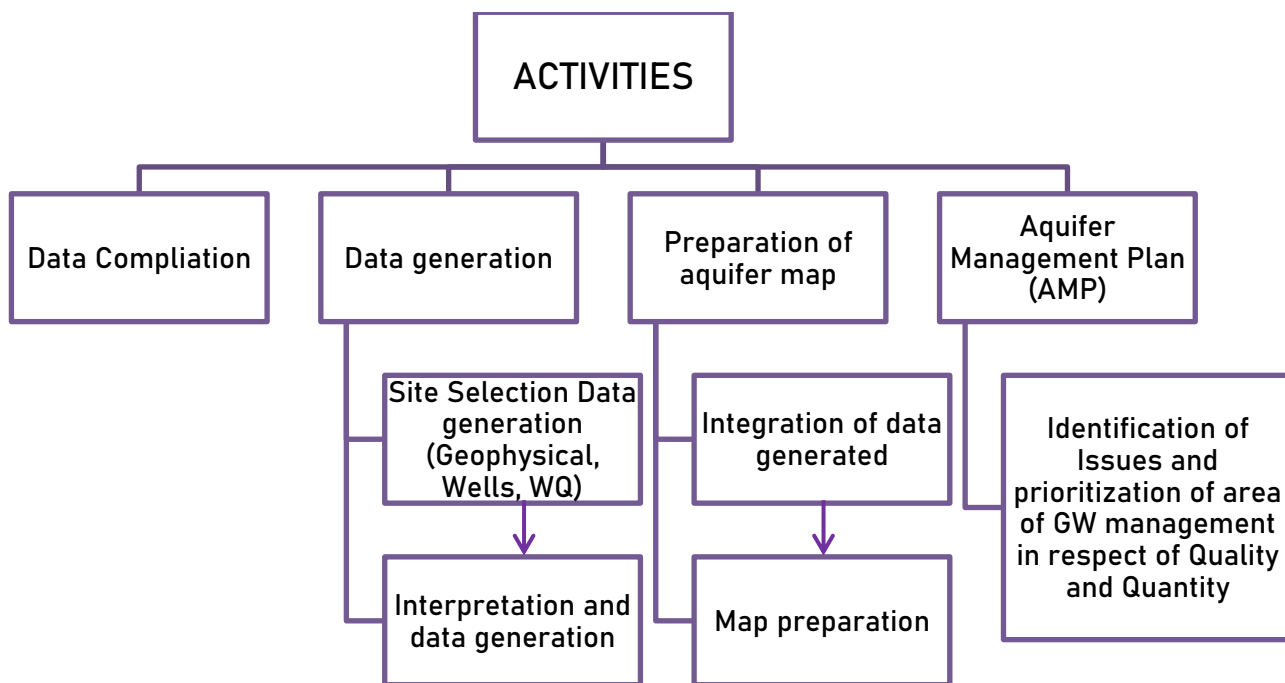 ACTIVITIES
Data Compliation
Data generation
Preparation of
aquifer map
Aquifer
Management Plan
(AMP)
Site Selection Data
generation
(Geophysical,
Wells, WQ)
Interpretation and
data generation
Integration of data
generated
Map preparation
Identification of
Issues and
prioritization of area
of GW management
in respect of Quality
and Quantity